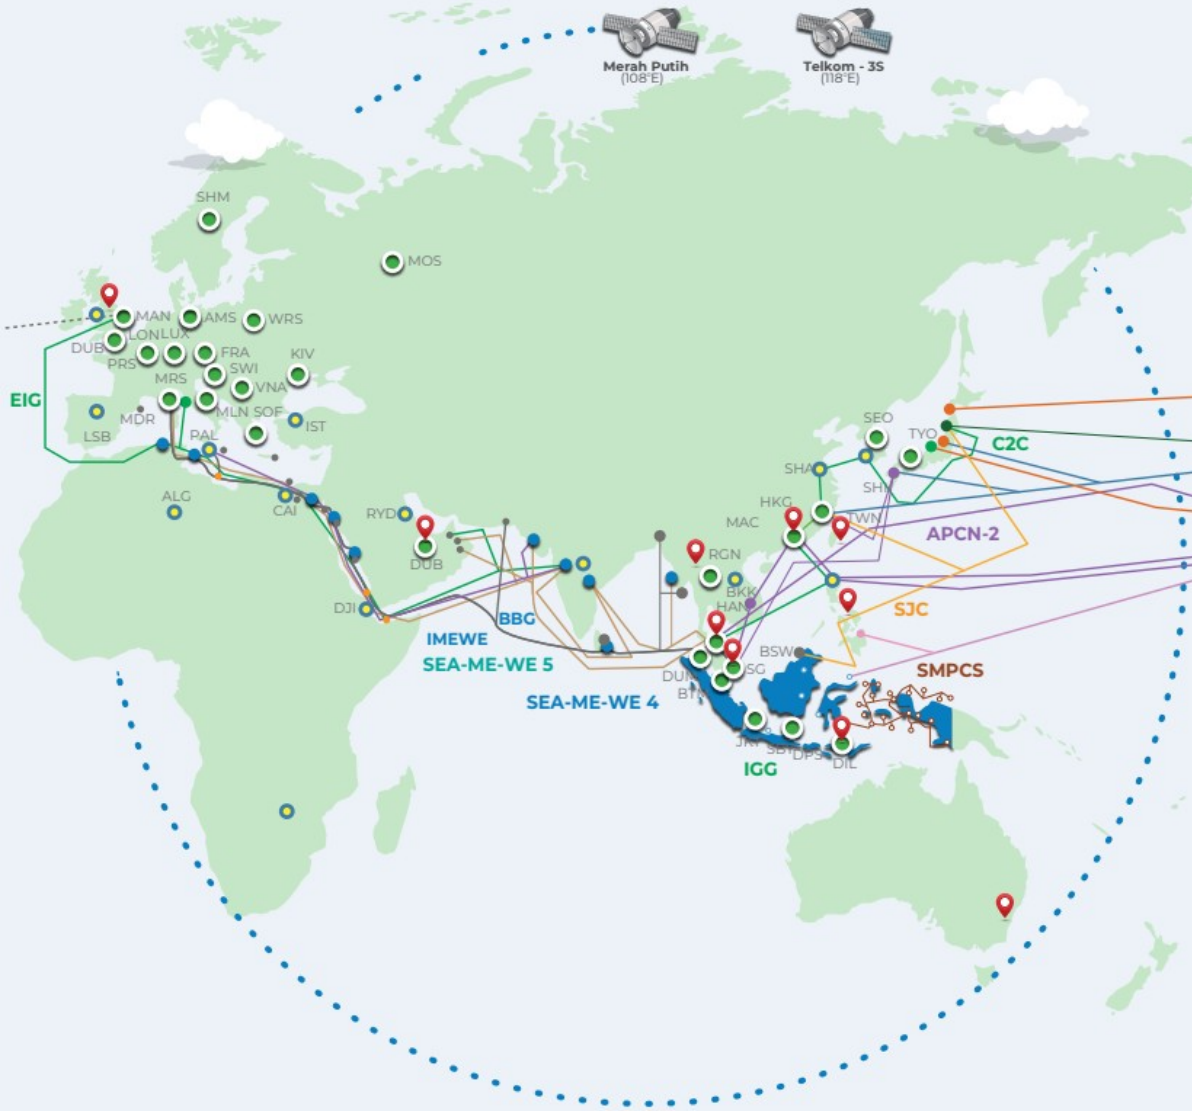 Merah Putih
(108°E)
Telkom - 3S
(118°E)
SHM
MOS
MAN
AMS
WRS
DUB
LON
LUX
PRS
FRA
SWI
KIV
EIG
MRS
VNA
MLN
SOF
MDR
IST
LSB
PAL
SEO
TYO
C2C
SHA
ALG
CAI
RYD
HKG
MAC
TWN
APCN-2
DUB
RGN
BKK
HAN
DJI
BBG
SJC
IMEWE
SEA-ME-WE 5
BSW
SG
SMPCS
SEA-ME-WE 4
DUM
DPS
DIL
IGG